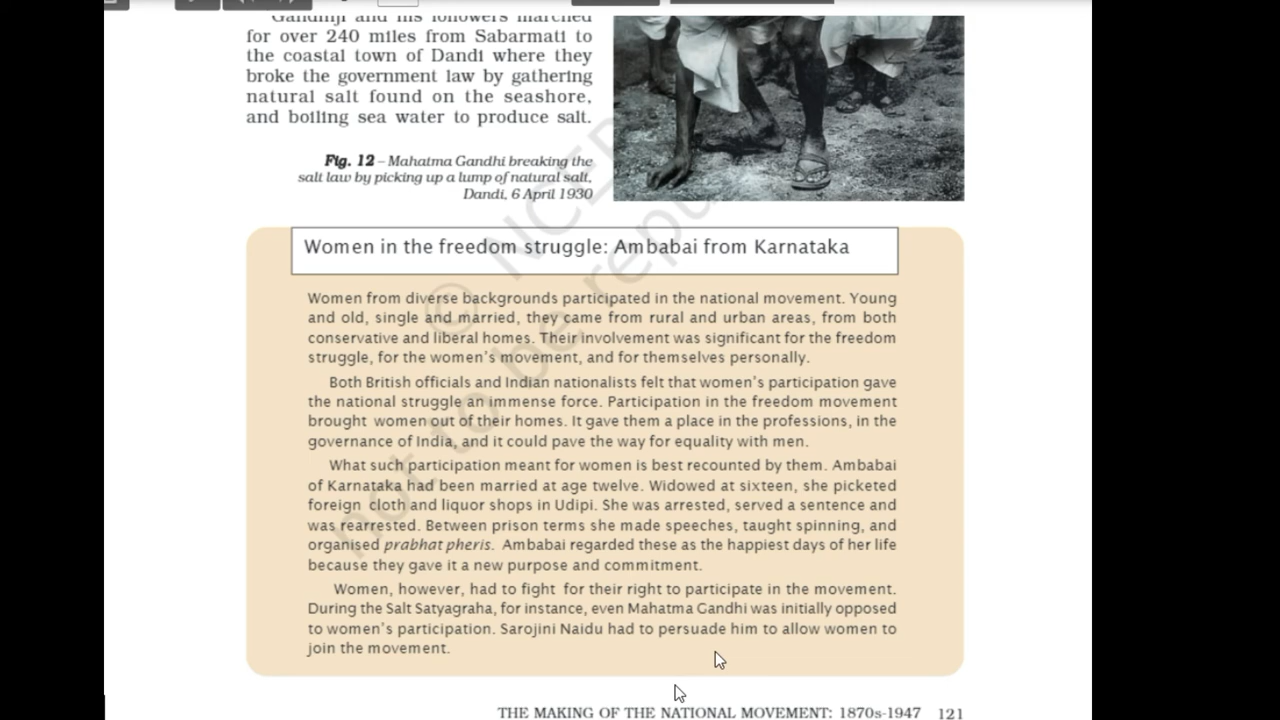 Gandhiji and his followers marched
for over 240 miles from Sabarmati to
the coastal town of Dandi where they
broke the government law by gathering
natural salt found on the seashore,
and boiling sea water to produce salt.
Fig. 12 – Mahatma Gandhi breaking the
salt law by picking up a lump of natural salt,
Dandi, 6 April 1930
Women in the freedom struggle: Ambabai from Karnataka
Women from diverse backgrounds participated in the national movement. Young
and old, single and married, they came from rural and urban areas, from both
conservative and liberal homes. Their involvement was significant for the freedom
struggle, for the women's movement, and for themselves personally.
Both British officials and Indian nationalists felt that women's participation gave
the national struggle an immense force. Participation in the freedom movement
brought women out of their homes. It gave them a place in the professions, in the
governance of India, and it could pave the way for equality with men.
What such participation meant for women is best recounted by them. Ambabai
of Karnataka had been married at age twelve. Widowed at sixteen, she picketed
foreign cloth and liquor shops in Udipi. She was arrested, served a sentence and
was rearrested. Between prison terms she made speeches, taught spinning, and
organised prabhat pheris. Ambabai regarded these as the happiest days of her life
because they gave it a new purpose and commitment.
Women, however, had to fight for their right to participate in the movement.
During the Salt Satyagraha, for instance, even Mahatma Gandhi was initially opposed
to women's participation. Sarojini Naidu had to persuade him to allow women to
join the movement.
THE MAKING OF THE NATIONAL MOVEMENT: 1870s-1947 121
© NCER
not to be repu